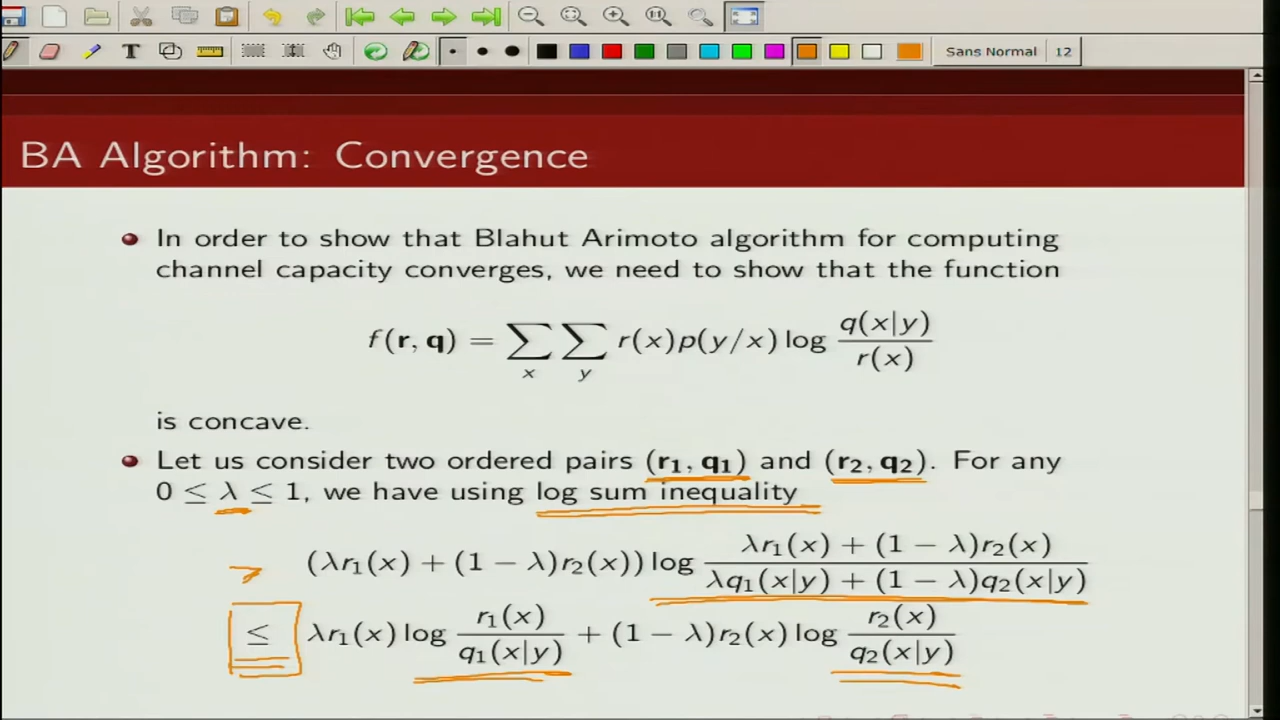 Sans Normal 12
BA Algorithm: Convergence
In order to show that Blahut Arimoto algorithm for computing
channel capacity converges, we need to show that the function
f(r, q) = ∑_x ∑_y r(x)p(y/x) log q(x|y) / r(x)
is concave.
Let us consider two ordered pairs (r₁, q₁) and (r₂, q₂). For any
0 ≤ λ ≤ 1, we have using log sum inequality
(λr₁(x) + (1 − λ)r₂(x)) log λr₁(x) + (1 − λ)r₂(x) / λq₁(x|y) + (1 − λ)q₂(x|y)
≤ λr₁(x) log r₁(x) / q₁(x|y) + (1 − λ)r₂(x) log r₂(x) / q₂(x|y)